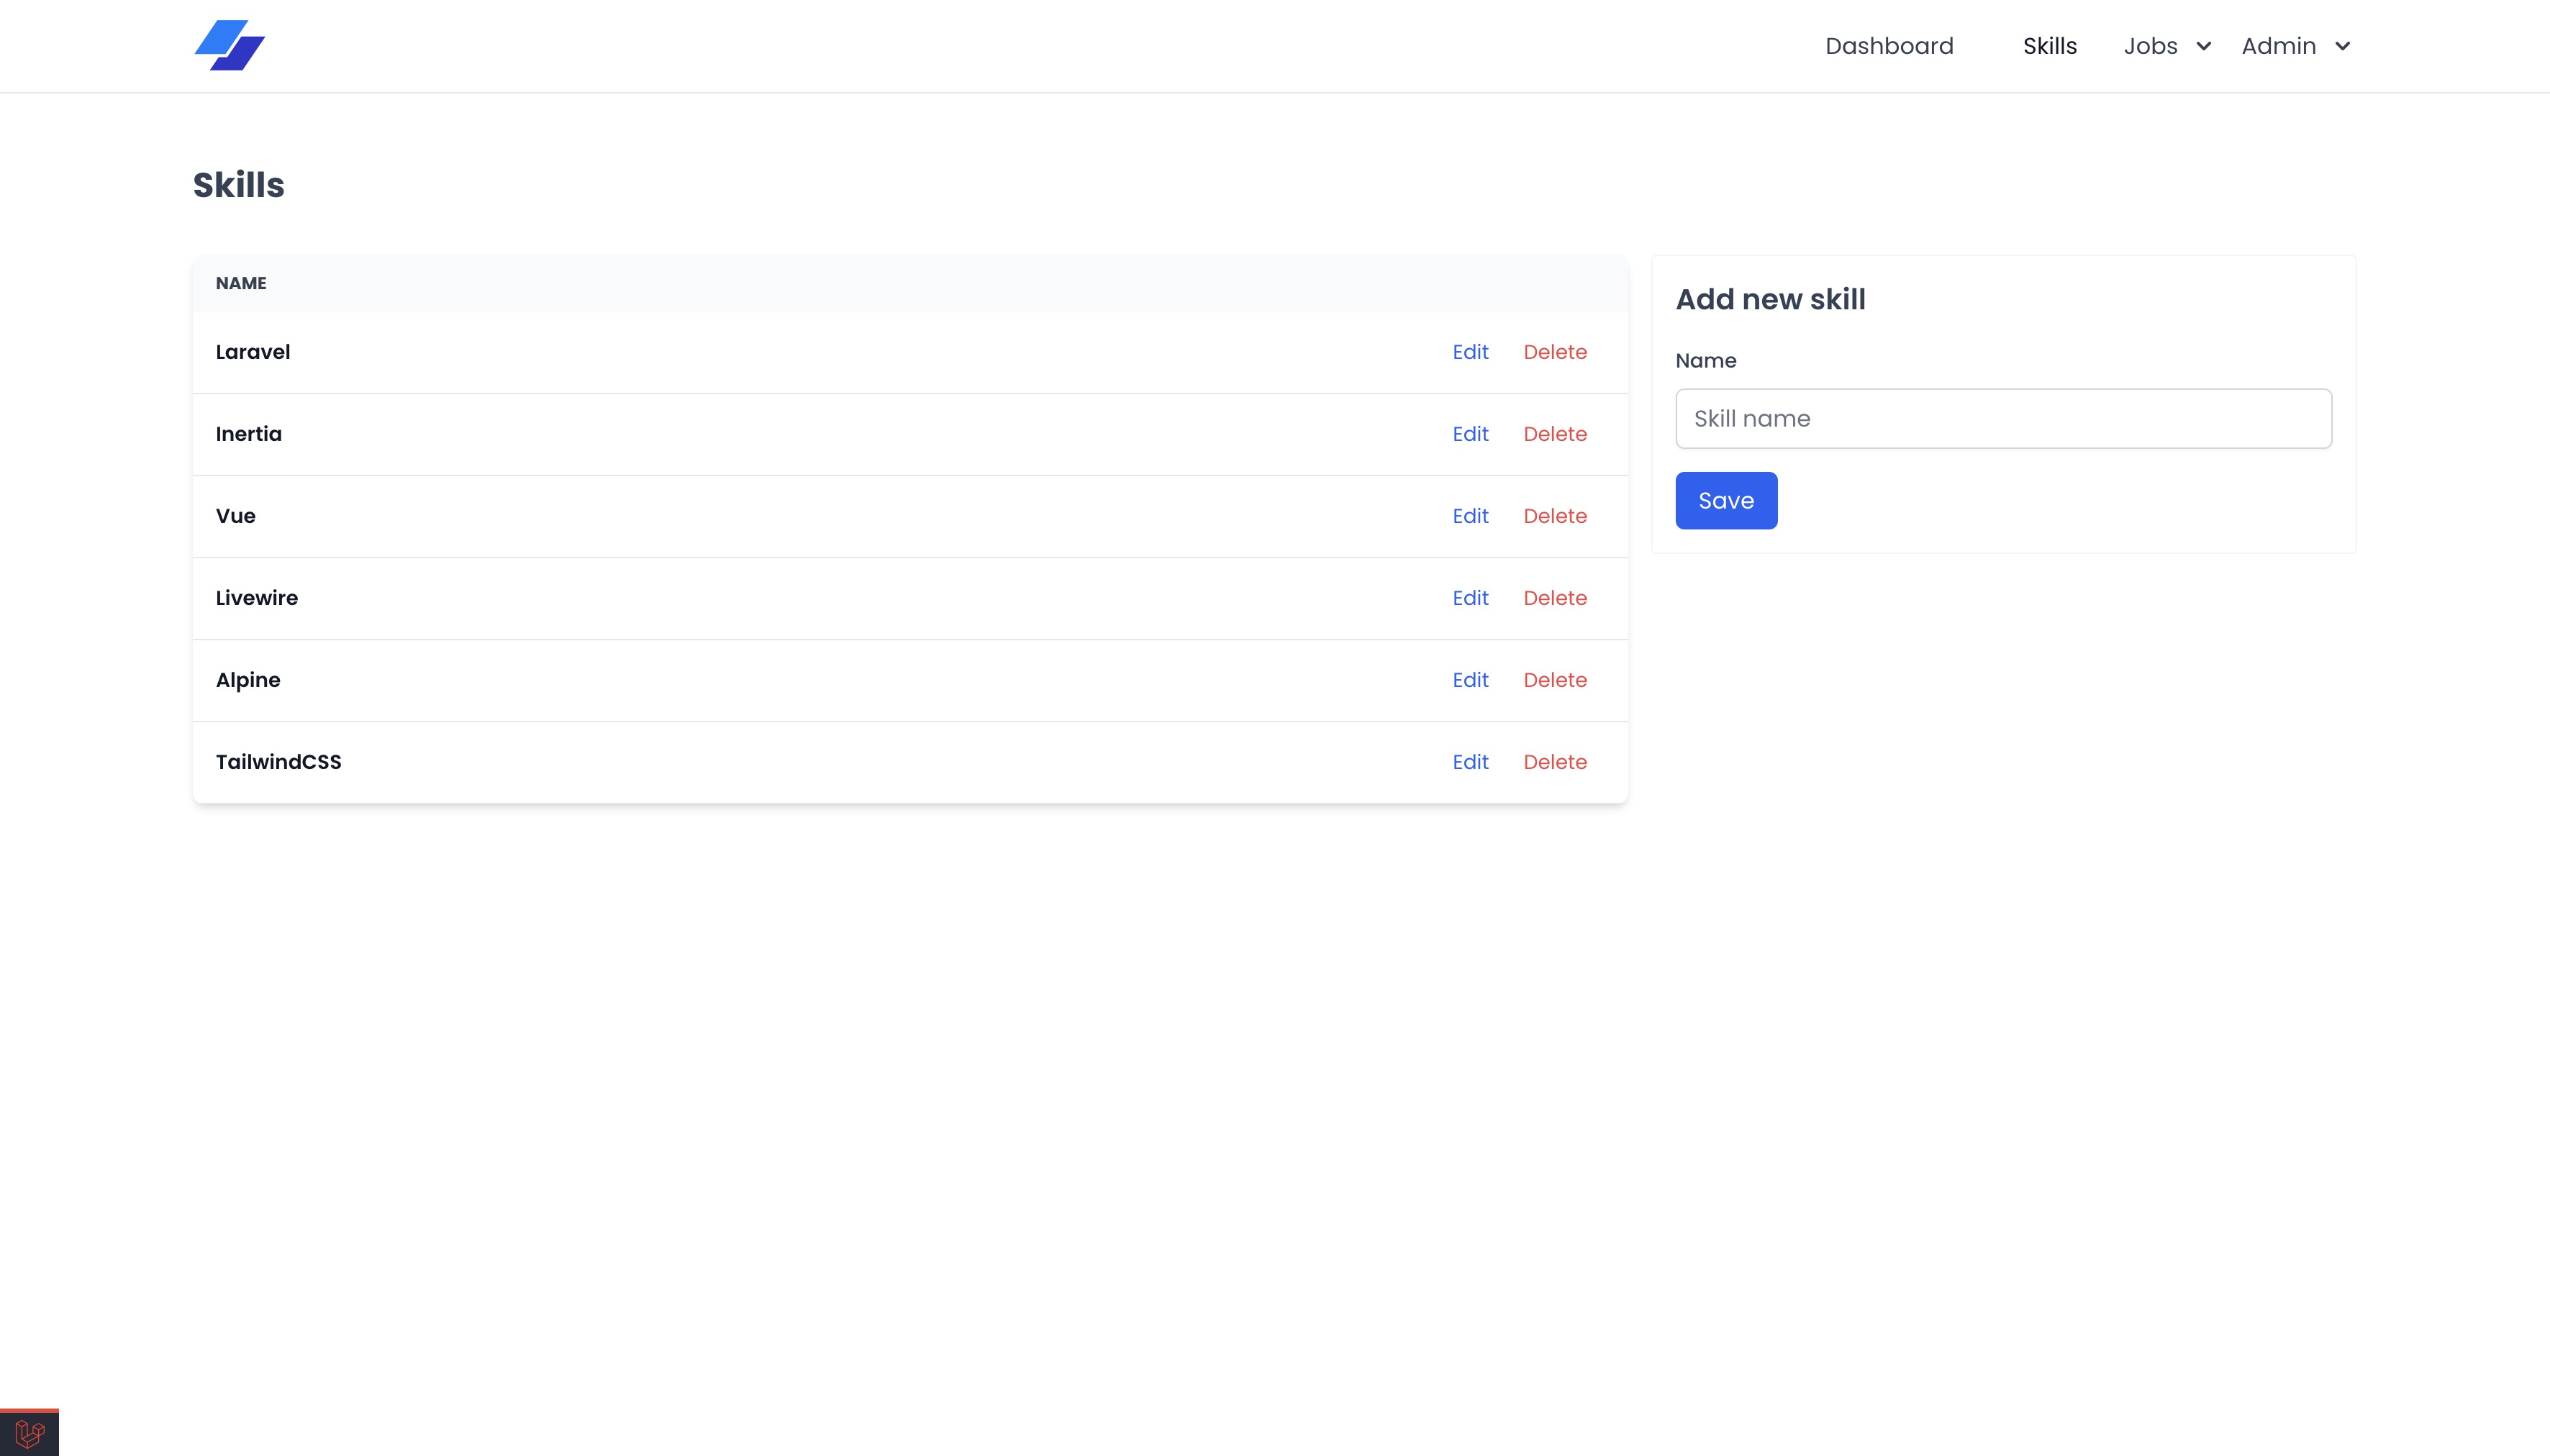 Dashboard Skills Jobs Admin
Skills
NAME
Laravel Edit Delete
Inertia Edit Delete
Vue Edit Delete
Livewire Edit Delete
Alpine Edit Delete
TailwindCSS Edit Delete
Add new skill
Name
Skill name
Save